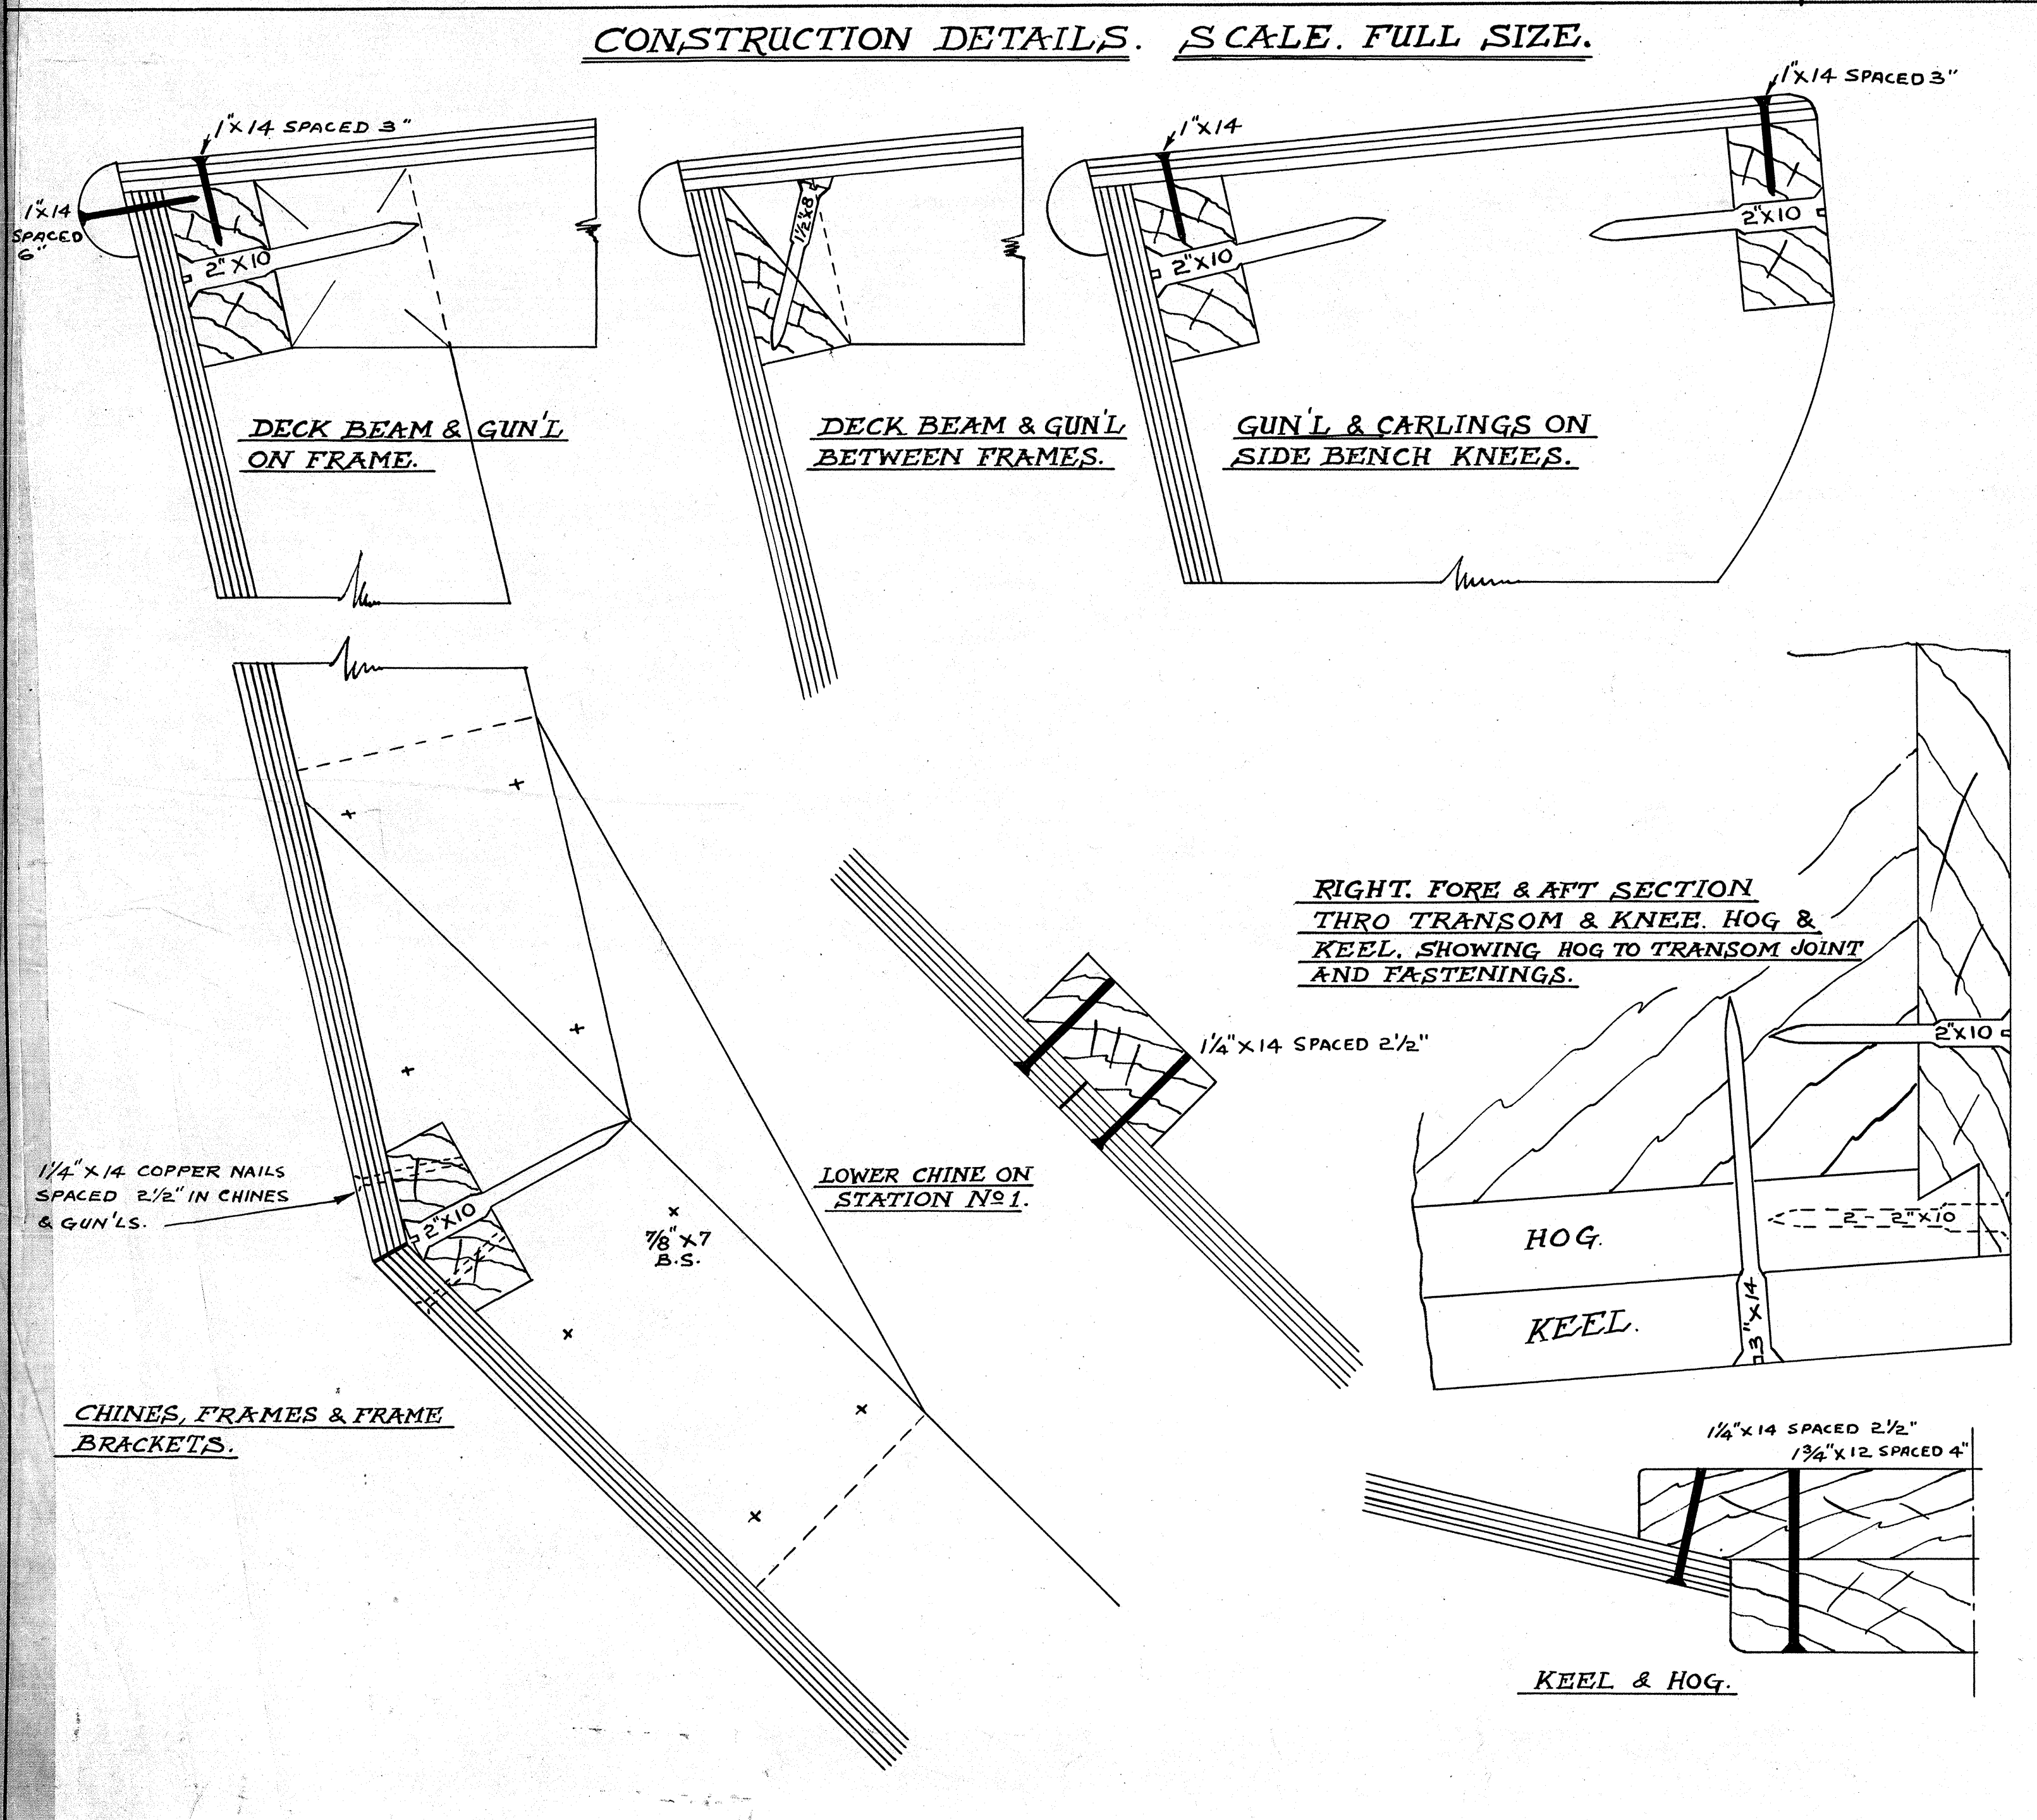 CONSTRUCTION DETAILS. SCALE. FULL SIZE.
1"X14 SPACED 3"
1"X14
SPACED
6"
2"X10
DECK BEAM & GUN'L
ON FRAME.
1½"X8
DECK BEAM & GUN'L
BETWEEN FRAMES.
1"X14
1"X14 SPACED 3"
2"X10
2"X10
GUN'L & CARLINGS ON
SIDE BENCH KNEES.
1¼"X14 COPPER NAILS
SPACED 2½" IN CHINES
& GUN'LS.
2"X10
7/8"X7
B.S.
CHINES, FRAMES & FRAME
BRACKETS.
1¼"X14 SPACED 2½"
LOWER CHINE ON
STATION Nº1.
RIGHT. FORE & AFT SECTION
THRO TRANSOM & KNEE. HOG &
KEEL. SHOWING HOG TO TRANSOM JOINT
AND FASTENINGS.
2"X10
2 - 2"X10
HOG.
KEEL.
3"X14
1¼"X14 SPACED 2½"
1¾"X12 SPACED 4"
KEEL & HOG.